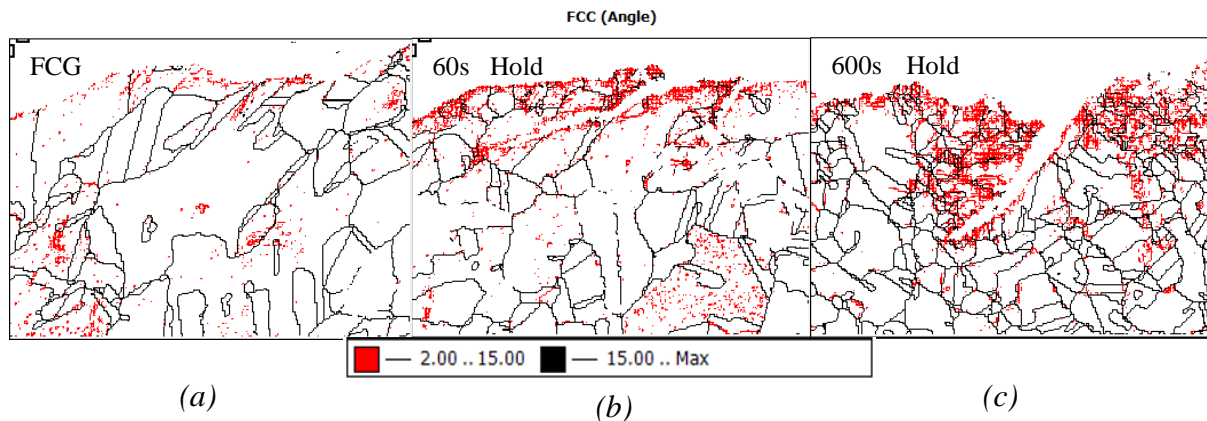 FCC (Angle)
FCG
60s Hold
600s Hold
2.00 .. 15.00
15.00 .. Max
(a)
(b)
(c)